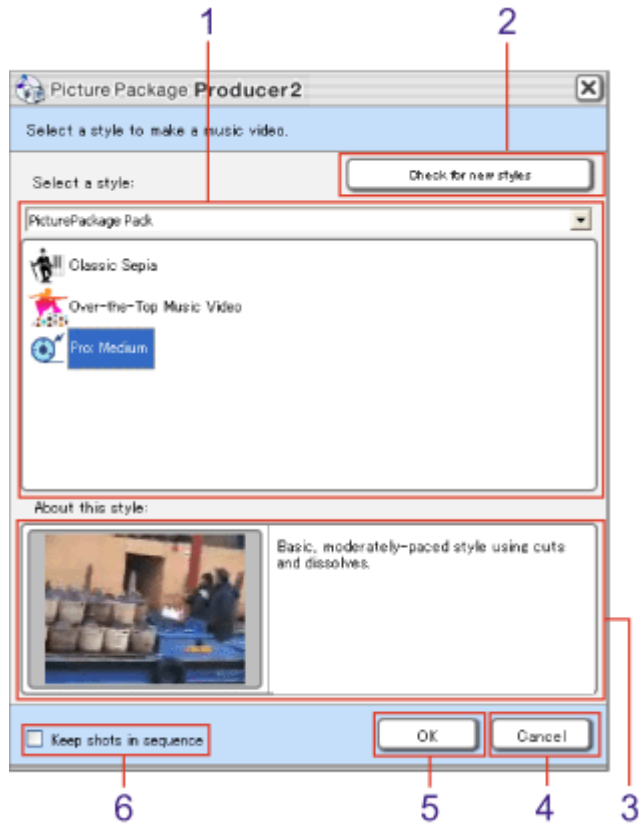 1 2
Picture Package Producer2
Select a style to make a music video.
Select a style:
Check for new styles
PicturePackage Pack
Classic Sepia
Over-the-Top Music Video
Pro: Medium
About this style:
Basic, moderately-paced style using cuts
and dissolves.
Keep shots in sequence
OK
Cancel
6 5 4 3